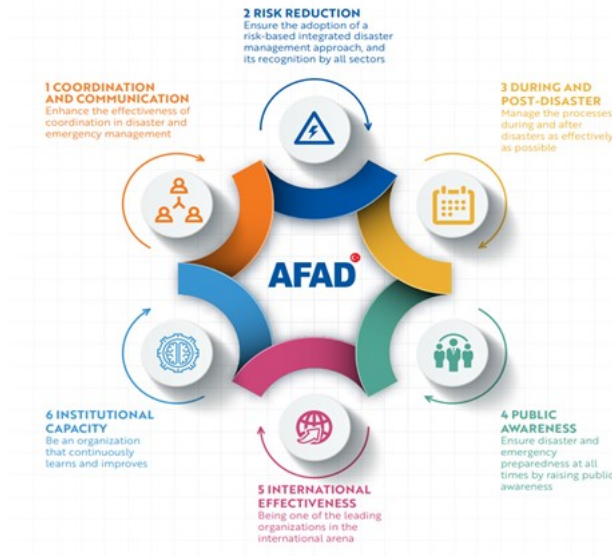 1 COORDINATION
AND COMMUNICATION
Enhance the effectiveness of
coordination in disaster and
emergency management
2 RISK REDUCTION
Ensure the adoption of a
risk-based integrated disaster
management approach, and
its recognition by all sectors
3 DURING AND
POST-DISASTER
Manage the processes
during and after
disasters as effectively
as possible
AFAD
4 PUBLIC
AWARENESS
Ensure disaster and
emergency
preparedness at all
times by raising public
awareness
5 INTERNATIONAL
EFFECTIVENESS
Being one of the leading
organizations in the
international arena
6 INSTITUTIONAL
CAPACITY
Be an organization
that continuously
learns and improves